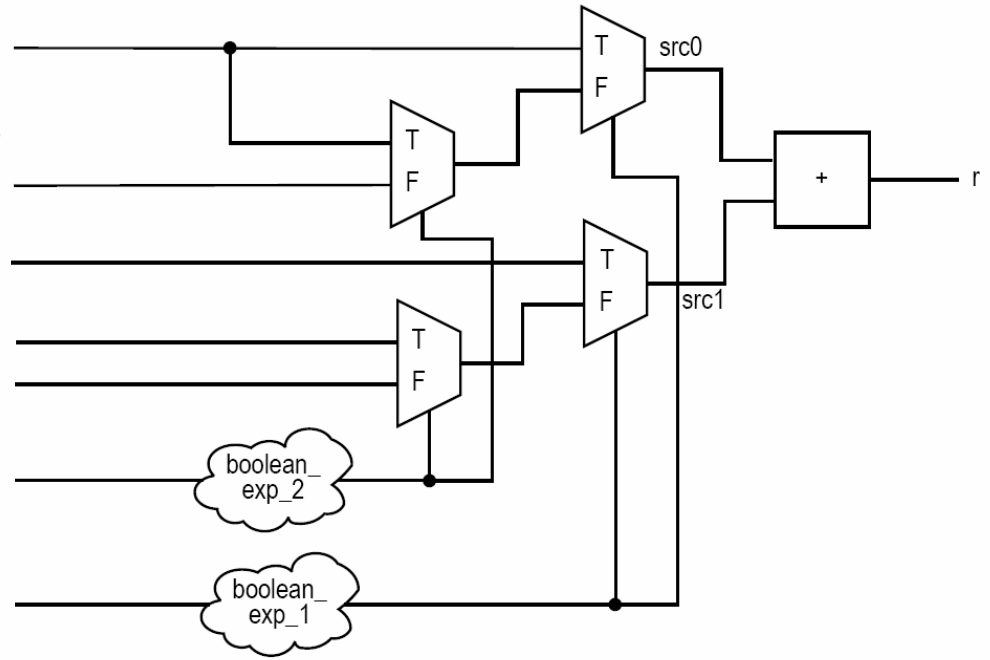 T
src0
F
T
F
+
r
T
F
src1
T
F
boolean_
exp_2
boolean_
exp_1